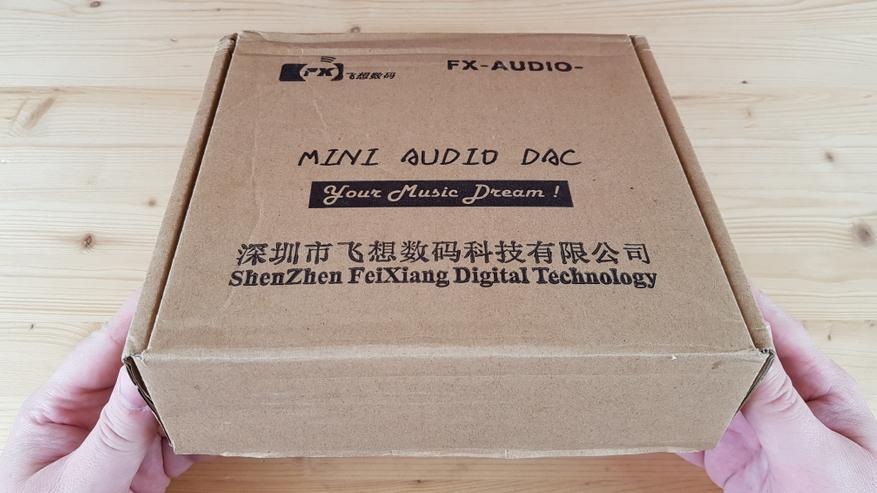 FX 飞想数码
FX-AUDIO-
MINI AUDIO DAC
Your Music Dream !
深圳市飞想数码科技有限公司
ShenZhen FeiXiang Digital Technology